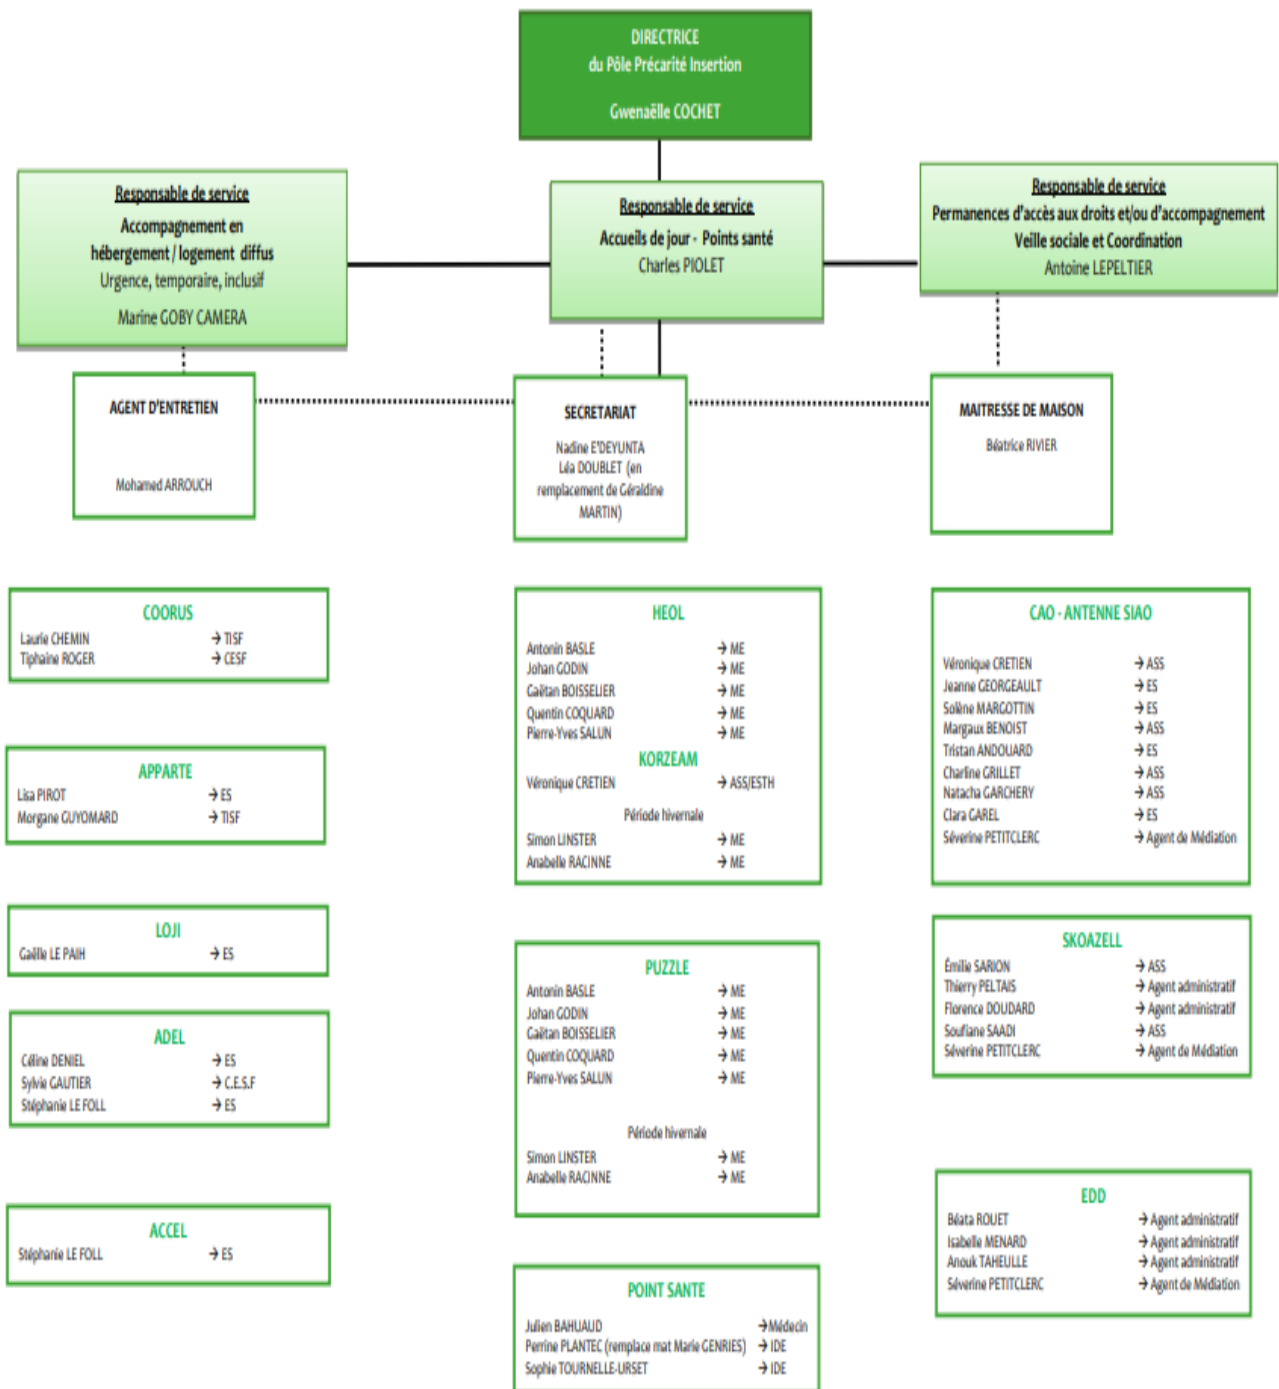 DIRECTRICE
du Pôle Précarité Insertion
Gwenaëlle COCHET
Responsable de service
Accompagnement en
hébergement / logement diffus
Urgence, temporaire, inclusif
Marine GOBY CAMERA
Responsable de service
Accueils de jour - Points santé
Charles PIOLET
Responsable de service
Permanences d'accès aux droits et/ou d'accompagnement
Veille sociale et Coordination
Antoine LEPELTIER
AGENT D'ENTRETIEN
Mohamed ARROUCH
SECRETARIAT
Nadine E'DEYUNTA
Léa DOUBLET (en
remplacement de Géraldine
MARTIN)
MAITRESSE DE MAISON
Béatrice RIVIER
COORUS
Laurie CHEMIN → TISF
Tiphaine ROGER → CESF
APPARTE
Lisa PIROT → ES
Morgane GUYOMARD → TISF
LOJI
Gaëlle LE PAIH → ES
ADEL
Céline DENIEL → ES
Sylvie GAUTIER → C.E.S.F
Stéphanie LE FOLL → ES
ACCEL
Stéphanie LE FOLL → ES
HEOL
Antonin BASLE → ME
Johan GODIN → ME
Gaëtan BOISSELIER → ME
Quentin COQUARD → ME
Pierre-Yves SALUN → ME
KORZEAM
Véronique CRETIEN → ASS/ESTH
Période hivernale
Simon LINSTER → ME
Anabelle RACINNE → ME
PUZZLE
Antonin BASLE → ME
Johan GODIN → ME
Gaëtan BOISSELIER → ME
Quentin COQUARD → ME
Pierre-Yves SALUN → ME
Période hivernale
Simon LINSTER → ME
Anabelle RACINNE → ME
POINT SANTE
Julien BAHUAUD →Médecin
Perrine PLANTEC (remplace mat Marie GENRIES) → IDE
Sophie TOURNELLE-URSET → IDE
CAO - ANTENNE SIAO
Véronique CRETIEN → ASS
Jeanne GEORGEAULT → ES
Solène MARGOTTIN → ES
Margaux BENOIST → ASS
Tristan ANDOUARD → ES
Charline GRILLET → ASS
Natacha GARCHERY → ASS
Clara GAREL → ES
Séverine PETITCLERC → Agent de Médiation
SKOAZELL
Émilie SARION → ASS
Thierry PELTAIS → Agent administratif
Florence DOUDARD → Agent administratif
Soufiane SAADI → ASS
Séverine PETITCLERC → Agent de Médiation
EDD
Béata ROUET → Agent administratif
Isabelle MENARD → Agent administratif
Anouk TAHEULLE → Agent administratif
Séverine PETITCLERC → Agent de Médiation